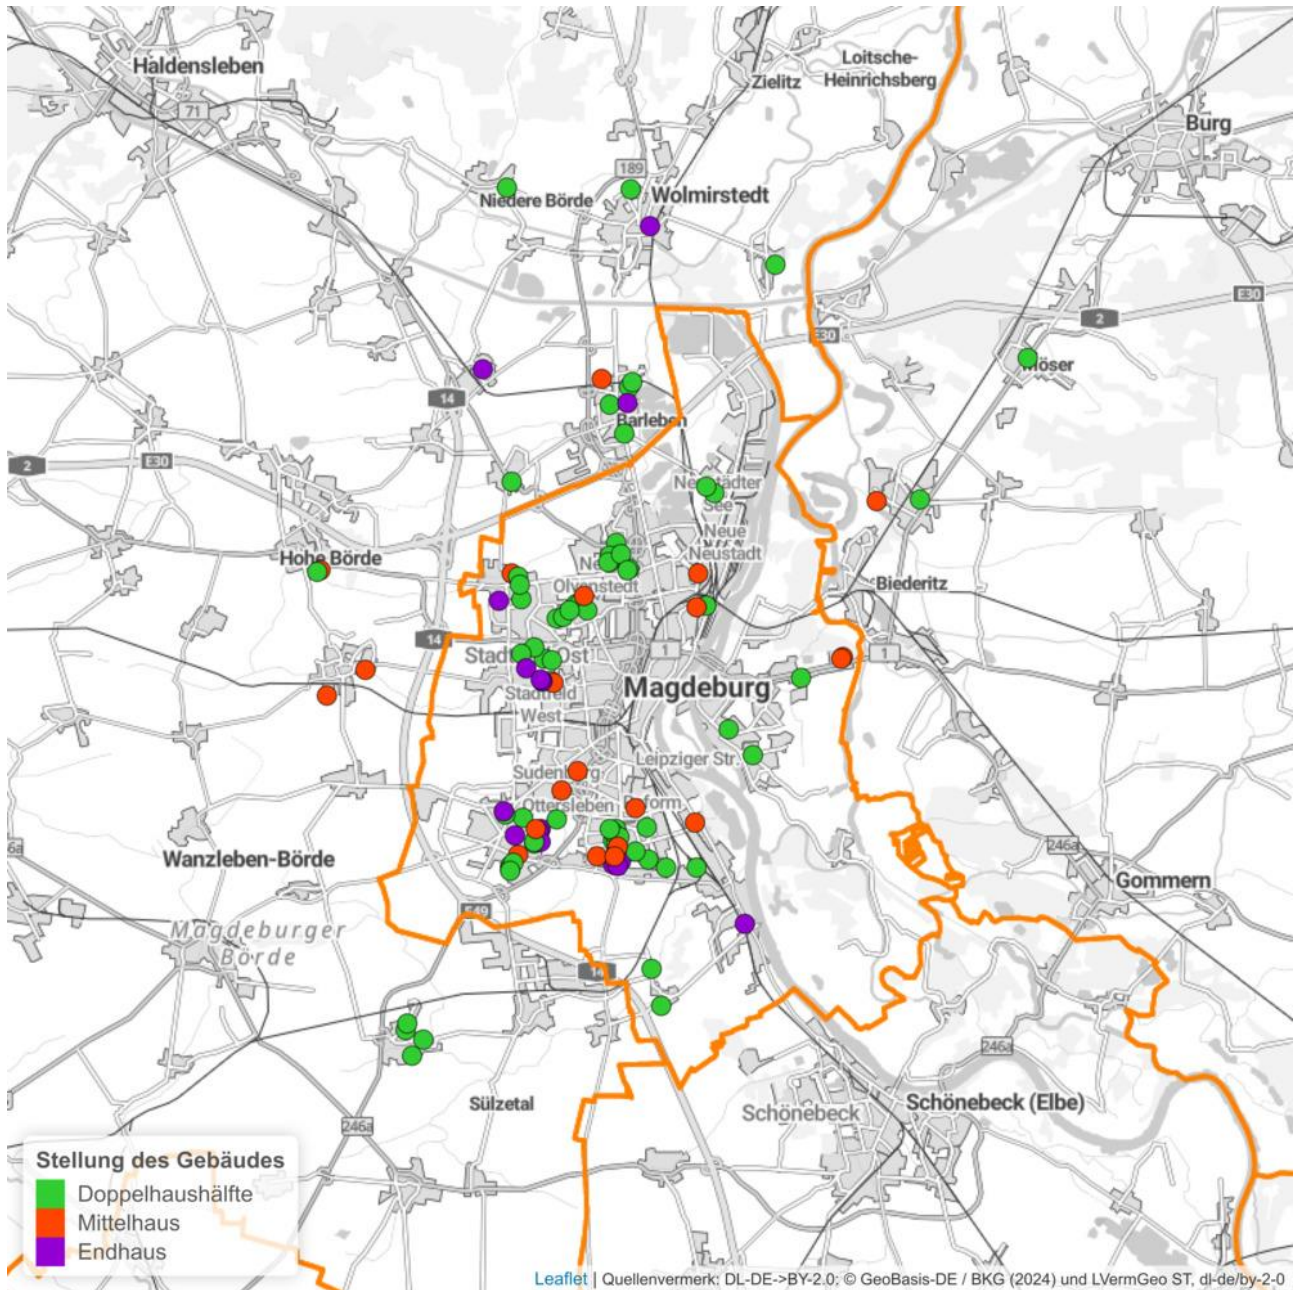 Haldensleben
Loitsche-
Heinrichsberg
Zielitz
71
Burg
189
Niedere Börde
Wolmirstedt
E30
2
E30
Möser
14
Barleben
2
E30
Neustädter
See
Neue
Neustadt
Hohe Börde
Olvenstedt
Biederitz
14
1
1
Magdeburg
Stadtfeld
West
Leipziger Str.
Sudenburg
Ottersleben
246a
Wanzleben-Börde
Gommern
E49
Magdeburger
Börde
14
246a
Sülzetal
Schönebeck
Schönebeck (Elbe)
246a
Stellung des Gebäudes
Doppelhaushälfte
Mittelhaus
Endhaus
Leaflet | Quellenvermerk: DL-DE->BY-2.0; © GeoBasis-DE / BKG (2024) und LVermGeo ST, dl-de/by-2-0